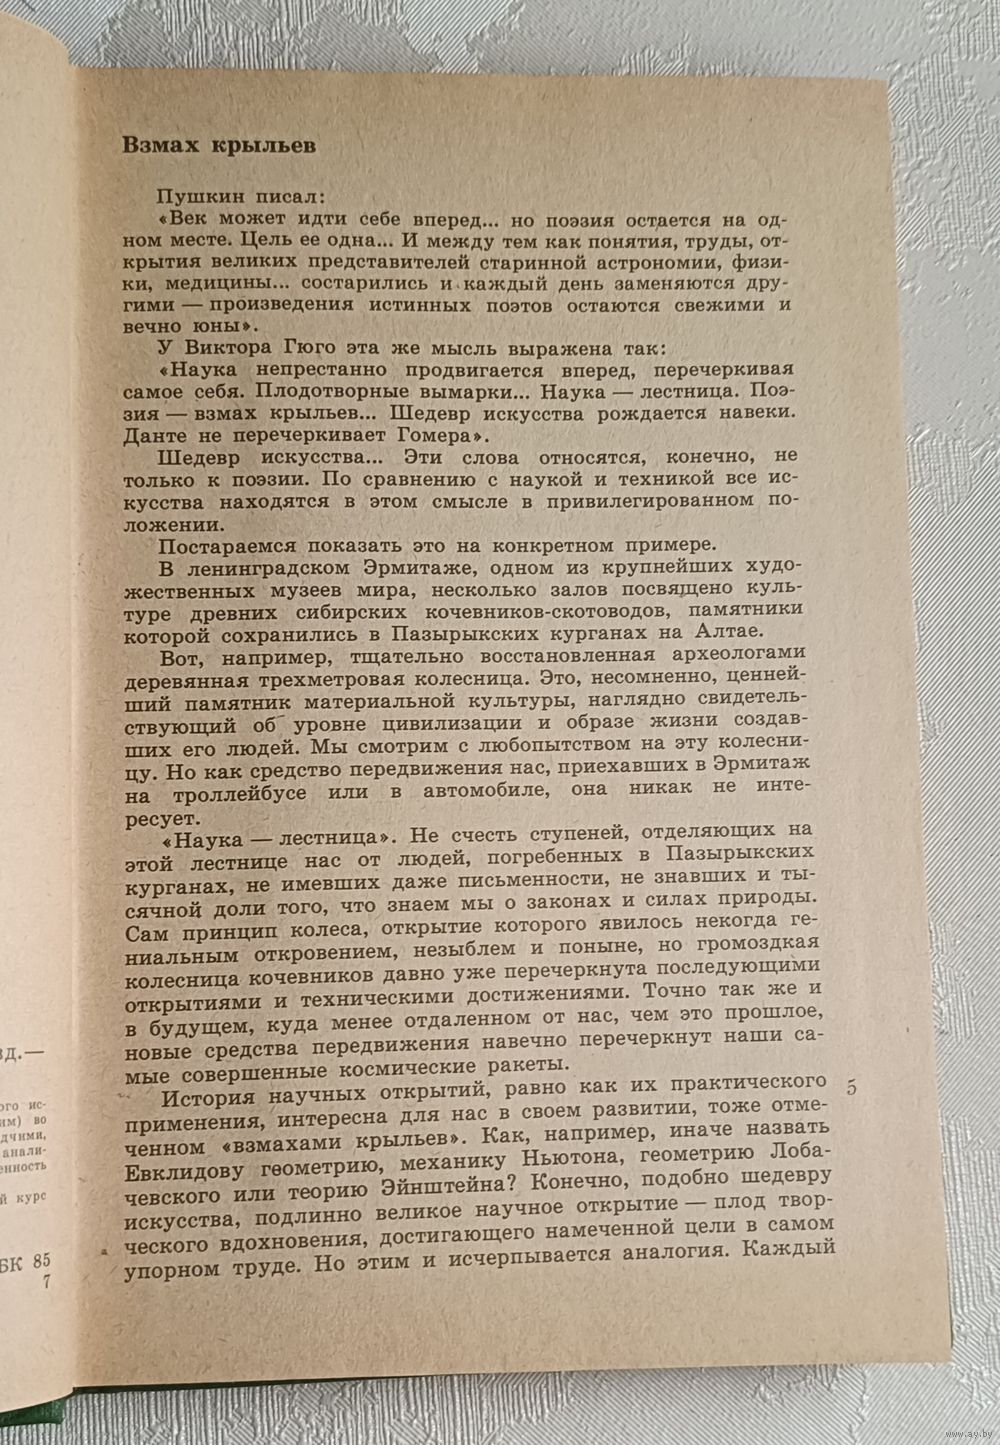 Взмах крыльев
Пушкин писал:
«Век может идти себе вперед... но поэзия остается на од-
ном месте. Цель ее одна... И между тем как понятия, труды, от-
крытия великих представителей старинной астрономии, физи-
ки, медицины... состарились и каждый день заменяются дру-
гими — произведения истинных поэтов остаются свежими и
вечно юны».
У Виктора Гюго эта же мысль выражена так:
«Наука непрестанно продвигается вперед, перечеркивая
самое себя. Плодотворные вымарки... Наука — лестница. Поэ-
зия — взмах крыльев... Шедевр искусства рождается навеки.
Данте не перечеркивает Гомера».
Шедевр искусства... Эти слова относятся, конечно, не
только к поэзии. По сравнению с наукой и техникой все ис-
кусства находятся в этом смысле в привилегированном по-
ложении.
Постараемся показать это на конкретном примере.
В ленинградском Эрмитаже, одном из крупнейших худо-
жественных музеев мира, несколько залов посвящено куль-
туре древних сибирских кочевников-скотоводов, памятники
которой сохранились в Пазырыкских курганах на Алтае.
Вот, например, тщательно восстановленная археологами
деревянная трехметровая колесница. Это, несомненно, ценней-
ший памятник материальной культуры, наглядно свидетель-
ствующий об уровне цивилизации и образе жизни создав-
ших его людей. Мы смотрим с любопытством на эту колесни-
цу. Но как средство передвижения нас, приехавших в Эрмитаж
на троллейбусе или в автомобиле, она никак не инте-
ресует.
«Наука — лестница». Не счесть ступеней, отделяющих на
этой лестнице нас от людей, погребенных в Пазырыкских
курганах, не имевших даже письменности, не знавших и ты-
сячной доли того, что знаем мы о законах и силах природы.
Сам принцип колеса, открытие которого явилось некогда ге-
ниальным откровением, незыблем и поныне, но громоздкая
колесница кочевников давно уже перечеркнута последующими
открытиями и техническими достижениями. Точно так же и
в будущем, куда менее отдаленном от нас, чем это прошлое,
новые средства передвижения навечно перечеркнут наши са-
мые совершенные космические ракеты.
История научных открытий, равно как их практического
применения, интересна для нас в своем развитии, тоже отме-
ченном «взмахами крыльев». Как, например, иначе назвать
Евклидову геометрию, механику Ньютона, геометрию Лоба-
чевского или теорию Эйнштейна? Конечно, подобно шедевру
искусства, подлинно великое научное открытие — плод твор-
ческого вдохновения, достигающего намеченной цели в самом
упорном труде. Но этим и исчерпывается аналогия. Каждый
5
зд.—
ого ис-
им) во
дчими,
анали-
енность
й курс
БК 85
7
www.ay.by